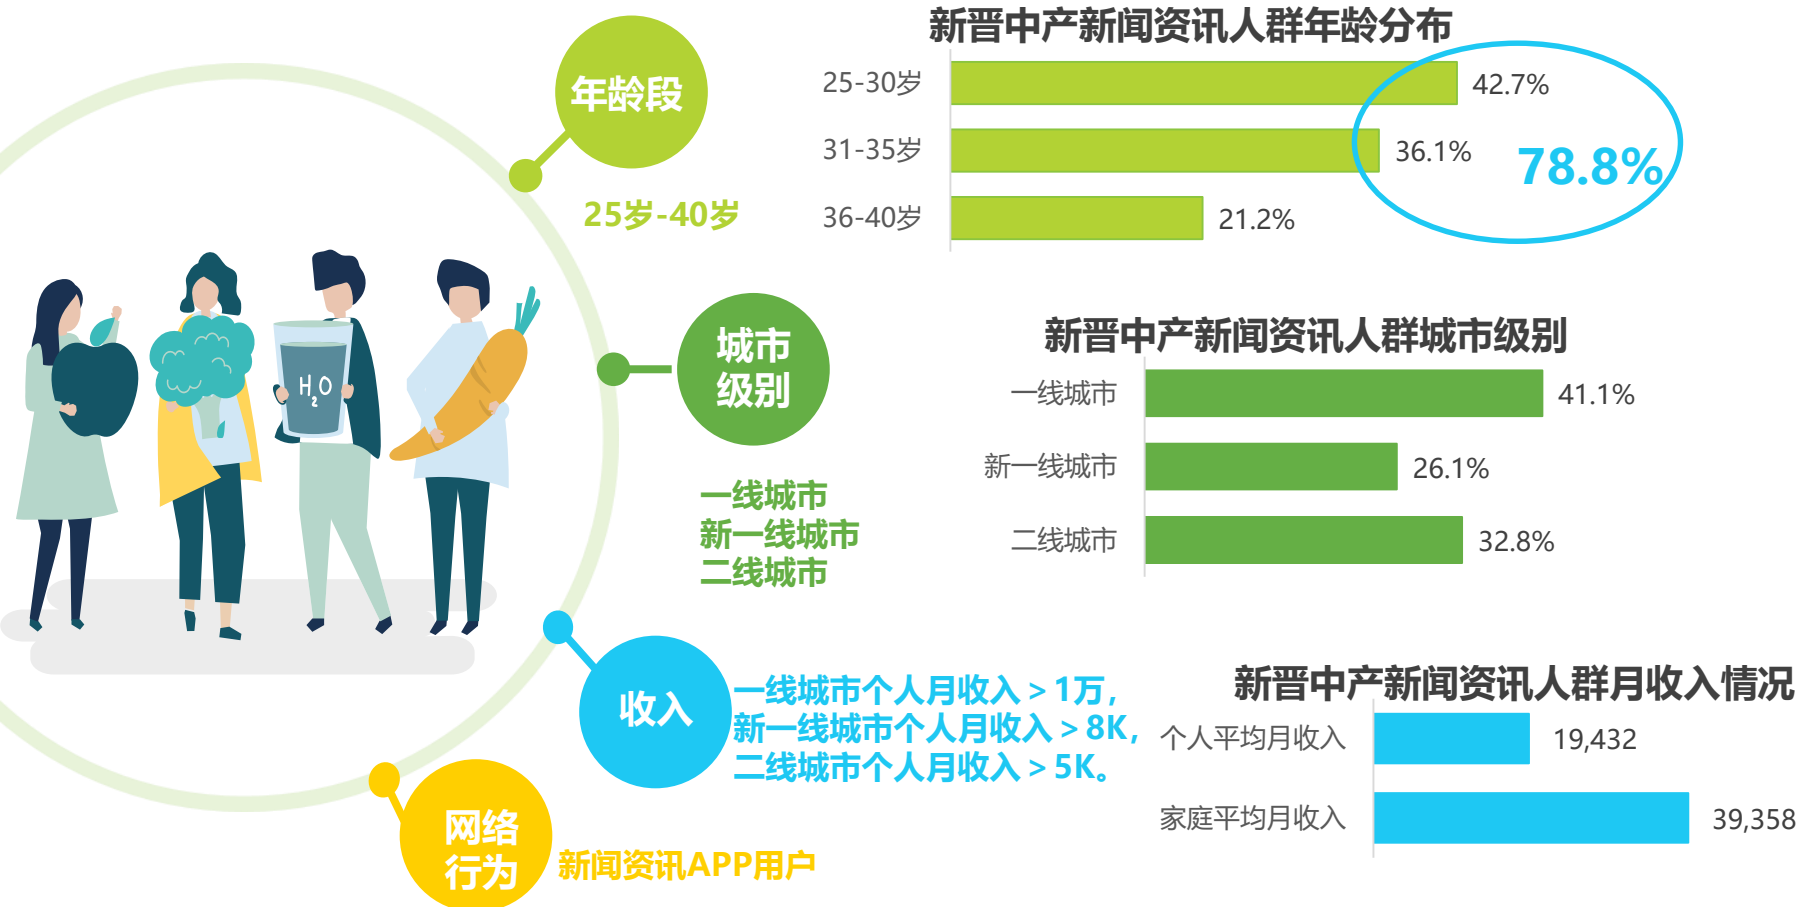 年龄段
25岁-40岁
新晋中产新闻资讯人群年龄分布
25-30岁
42.7%
31-35岁
36.1%
36-40岁
21.2%
78.8%
H2O
城市
级别
一线城市
新一线城市
二线城市
新晋中产新闻资讯人群城市级别
一线城市
41.1%
新一线城市
26.1%
二线城市
32.8%
收入
一线城市个人月收入＞1万，
新一线城市个人月收入＞8K，
二线城市个人月收入＞5K。
新晋中产新闻资讯人群月收入情况
个人平均月收入
19,432
家庭平均月收入
39,358
网络
行为
新闻资讯APP用户